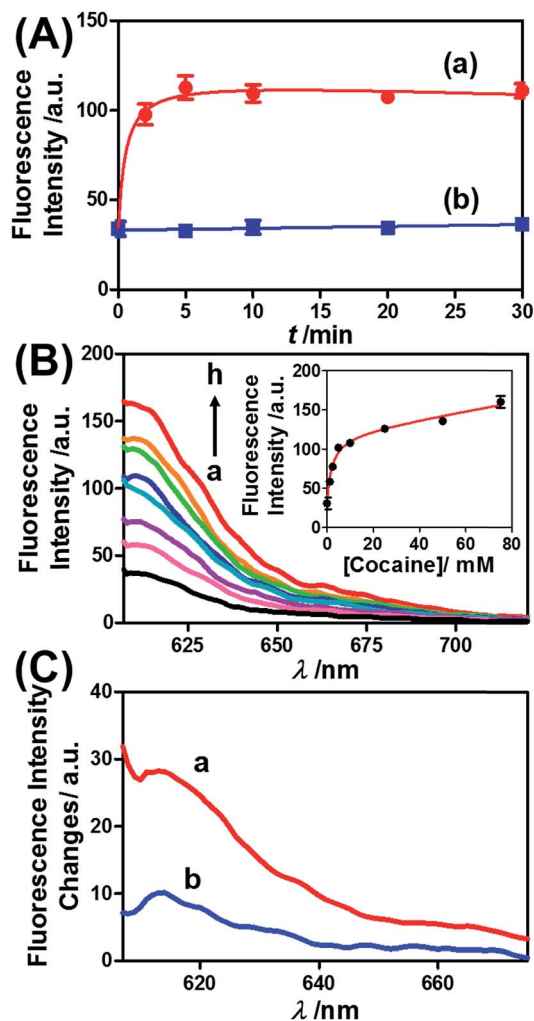 (A)
150
100
50
0
Fluorescence
Intensity /a.u.
(a)
(b)
0 5 10 15 20 25 30
t /min
(B)
200
150
100
50
0
Fluorescence
Intensity /a.u.
h
a
200
150
100
50
0
Fluorescence
Intensity /a.u.
0 20 40 60 80
[Cocaine]/ mM
625 650 675 700
λ /nm
(C)
40
30
20
10
0
Fluorescence Intensity
Changes/ a.u.
a
b
620 640 660
λ /nm